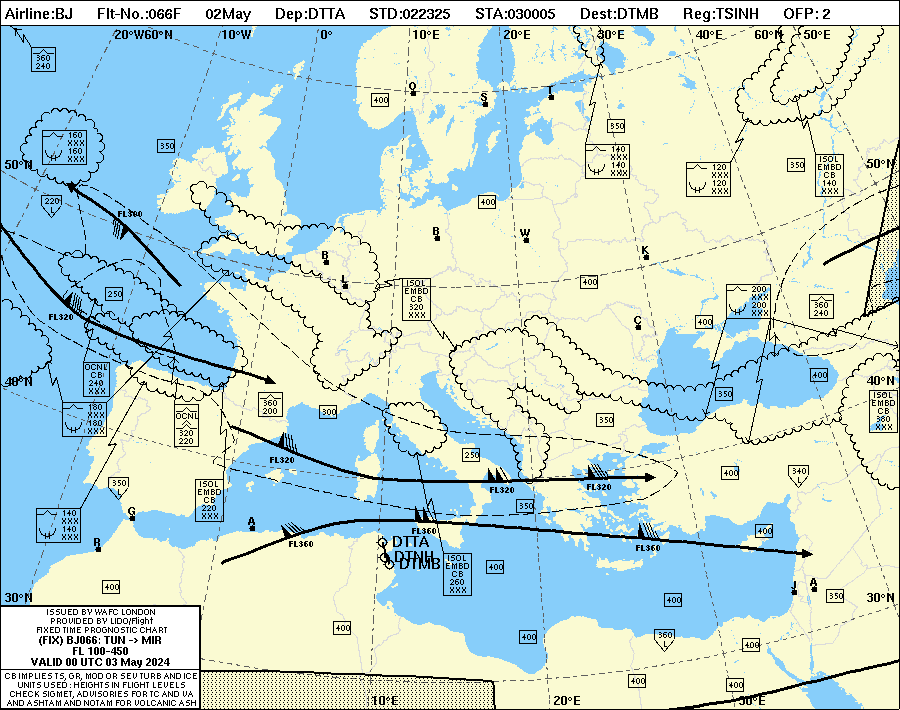 Airline:BJ Flt-No.:066F 02May Dep:DTTA STD:022325 STA:030005 Dest:DTMB Reg:TSINH OFP: 2
20°W60°N 10°W 0° 10°E 20°E 30°E 40°E 60°N 50°E
360
240
O
400
S
T
350
160
XXX
160
XXX
350
140
XXX
140
XXX
120
XXX
120
XXX
350
ISOL
EMBD
CB
140
XXX
50°N
50°N
220
L
FL300
400
B
W
B
L
K
250
FL320
ISOL
EMBD
CB
320
XXX
400
200
XXX
200
XXX
360
240
C
400
OCNL
CB
240
XXX
40°N
40°N
400
350
180
XXX
180
XXX
OCNL
320
220
360
200
300
350
ISOL
EMBD
CB
380
XXX
FL320
250
350
L
ISOL
EMBD
CB
220
XXX
FL320
FL320
400
340
L
140
XXX
140
XXX
G
R
A
FL360
FL360
350
FL360
400
DTTA
DTNH
DTMB
ISOL
EMBD
CB
260
XXX
400
400
J
A
350
30°N
30°N
400
400
400
400
360
L
400
400
400
10°E
20°E
30°E
ISSUED BY WAFC LONDON
PROVIDED BY LIDO/Flight
FIXED TIME PROGNOSTIC CHART
(FIX) BJ066: TUN -> MIR
FL 100-450
VALID 00 UTC 03 May 2024
CB IMPLIES TS, GR, MOD OR SEV TURB AND ICE
UNITS USED : HEIGHTS IN FLIGHT LEVELS
CHECK SIGMET, ADVISORIES FOR TC AND VA
AND ASHTAM AND NOTAM FOR VOLCANIC ASH